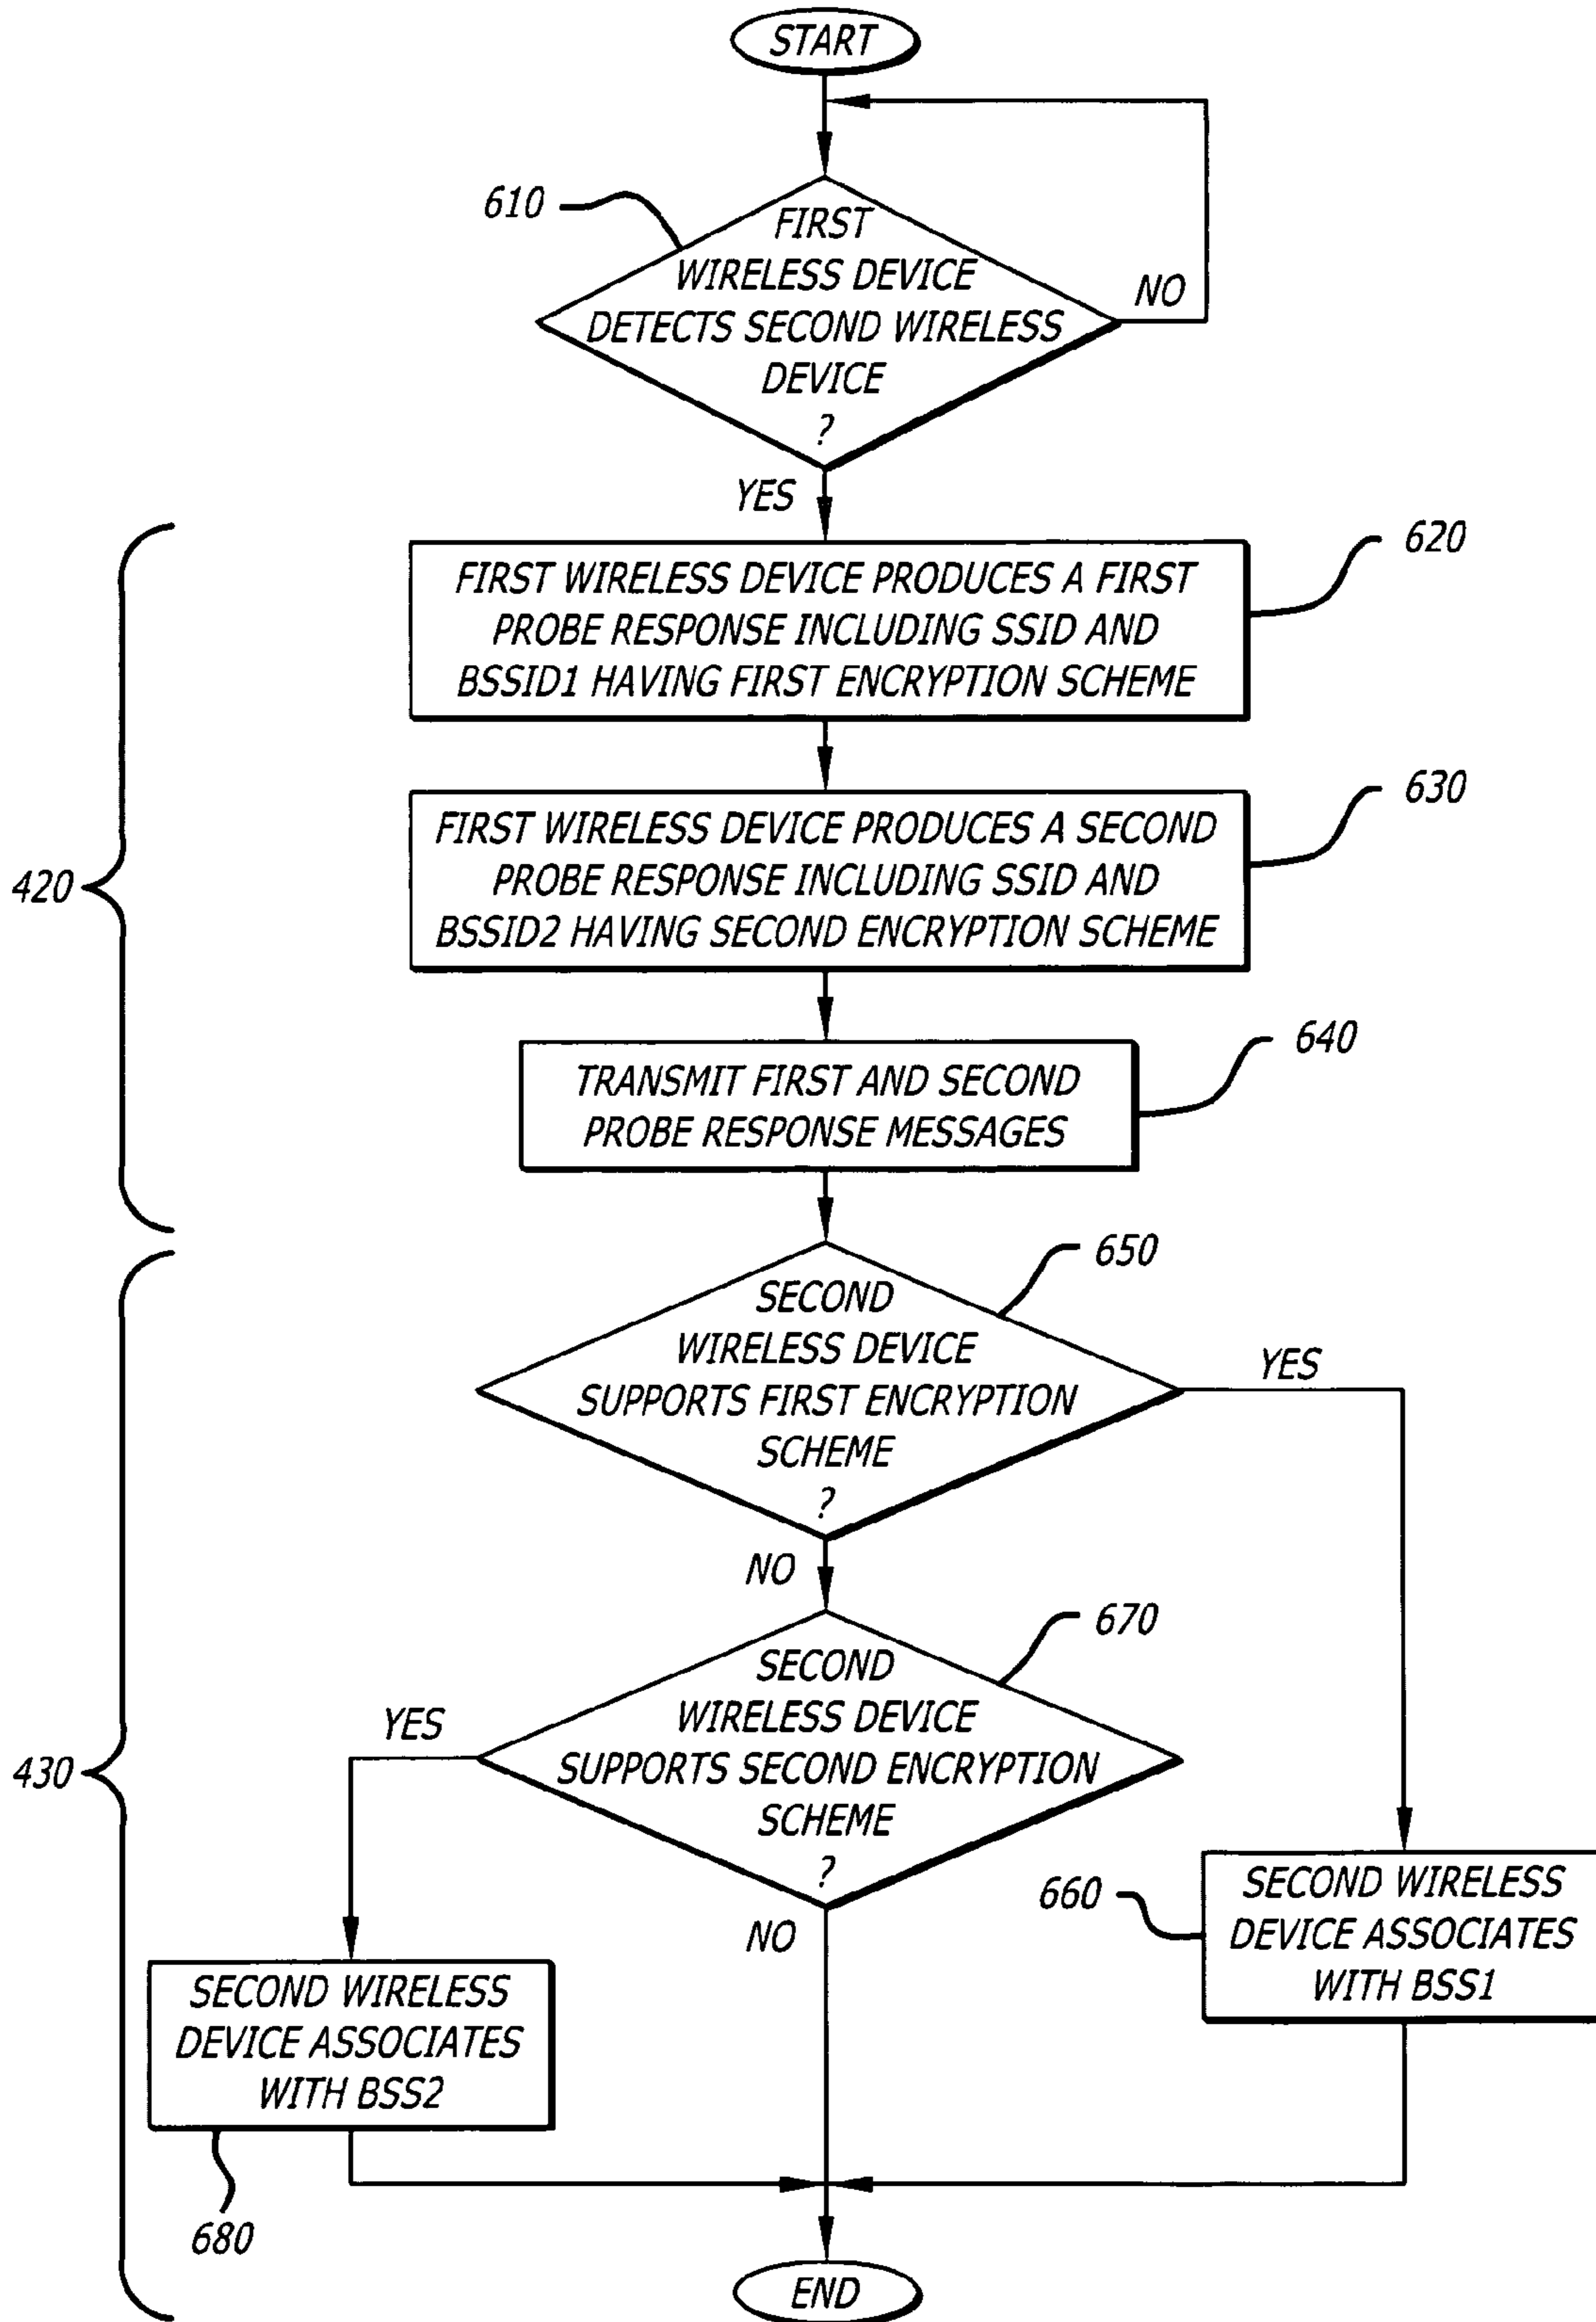 START
610
FIRST
WIRELESS DEVICE
DETECTS SECOND WIRELESS
DEVICE
?
NO
YES
620
FIRST WIRELESS DEVICE PRODUCES A FIRST
PROBE RESPONSE INCLUDING SSID AND
BSSID1 HAVING FIRST ENCRYPTION SCHEME
630
FIRST WIRELESS DEVICE PRODUCES A SECOND
PROBE RESPONSE INCLUDING SSID AND
BSSID2 HAVING SECOND ENCRYPTION SCHEME
420
640
TRANSMIT FIRST AND SECOND
PROBE RESPONSE MESSAGES
650
SECOND
WIRELESS DEVICE
SUPPORTS FIRST ENCRYPTION
SCHEME
?
YES
NO
670
SECOND
WIRELESS DEVICE
SUPPORTS SECOND ENCRYPTION
SCHEME
?
YES
NO
430
660
SECOND WIRELESS
DEVICE ASSOCIATES
WITH BSS1
SECOND WIRELESS
DEVICE ASSOCIATES
WITH BSS2
680
END